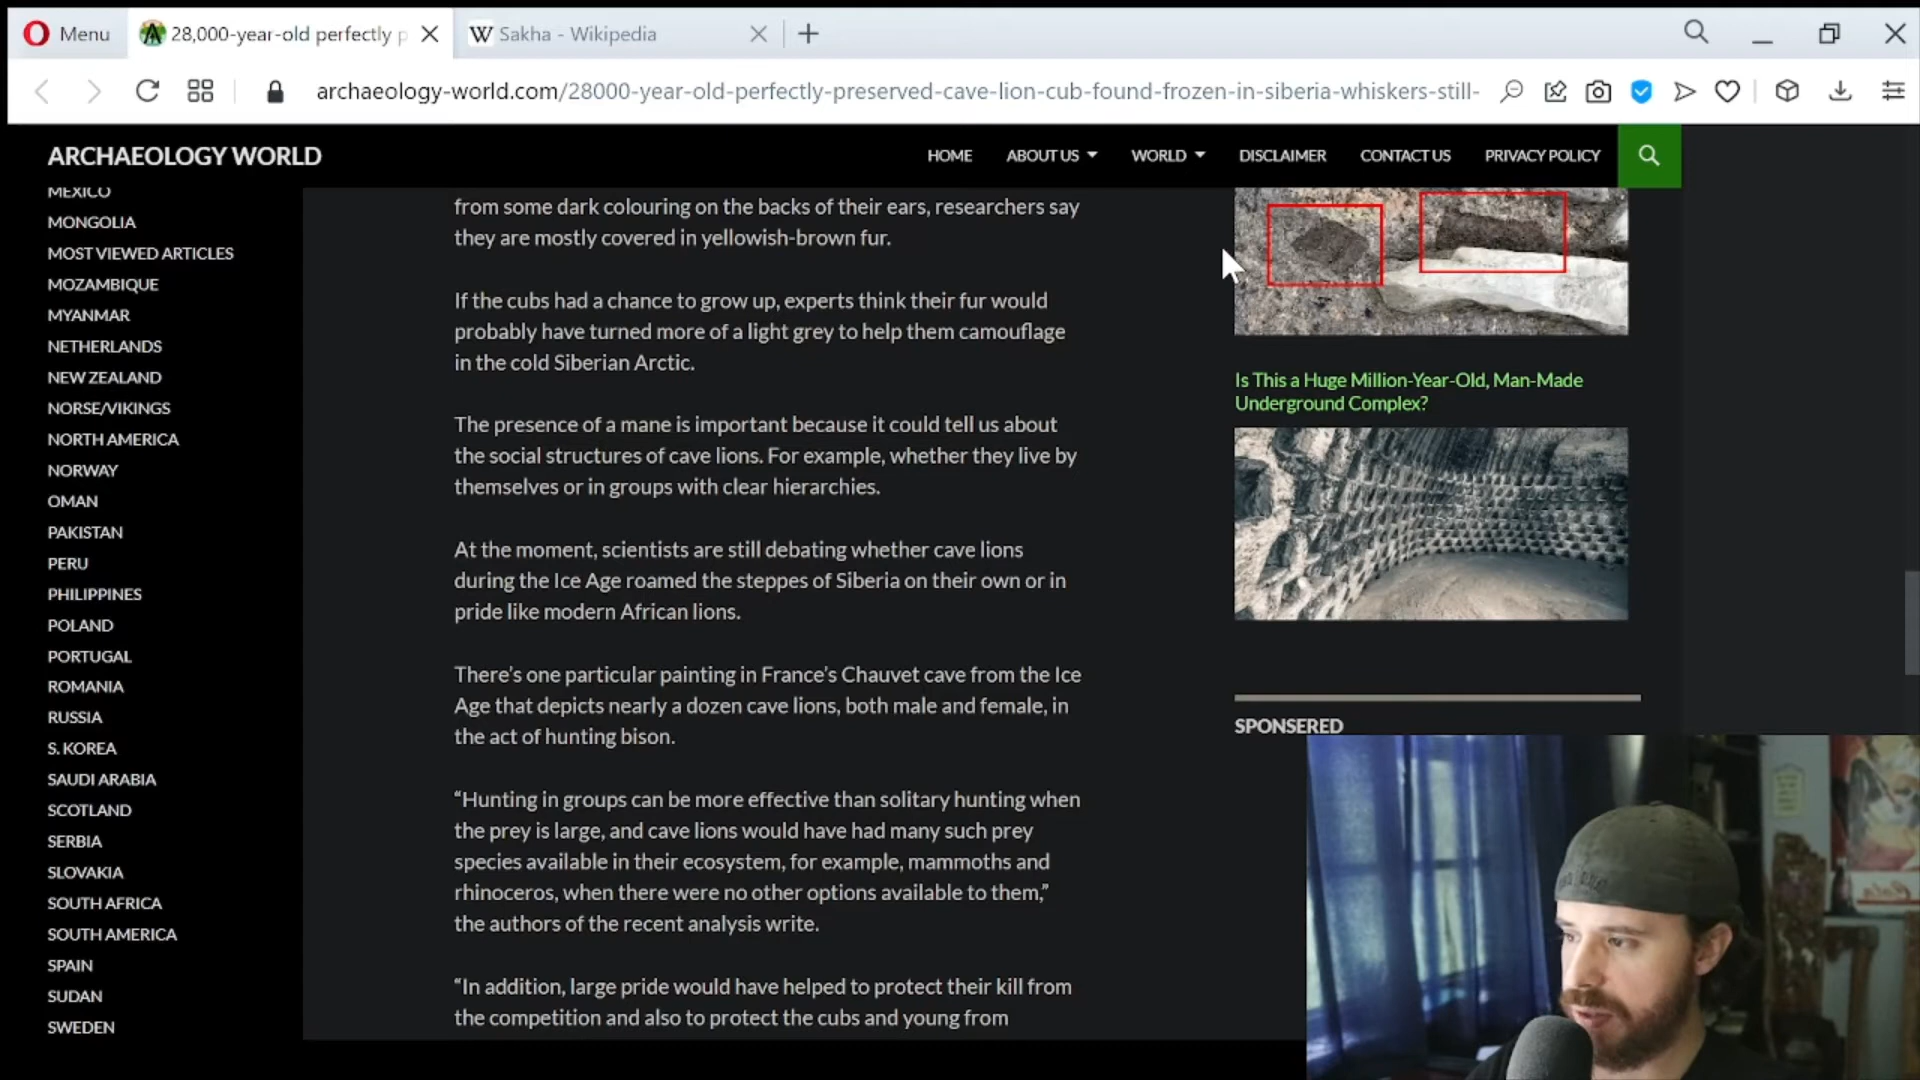 Menu
28,000-year-old perfectly p
W Sakha - Wikipedia
archaeology-world.com/28000-year-old-perfectly-preserved-cave-lion-cub-found-frozen-in-siberia-whiskers-still-
ARCHAEOLOGY WORLD
HOME
ABOUT US
WORLD
DISCLAIMER
CONTACT US
PRIVACY POLICY
MEXICO
MONGOLIA
MOST VIEWED ARTICLES
MOZAMBIQUE
MYANMAR
NETHERLANDS
NEW ZEALAND
NORSE/VIKINGS
NORTH AMERICA
NORWAY
OMAN
PAKISTAN
PERU
PHILIPPINES
POLAND
PORTUGAL
ROMANIA
RUSSIA
S. KOREA
SAUDI ARABIA
SCOTLAND
SERBIA
SLOVAKIA
SOUTH AFRICA
SOUTH AMERICA
SPAIN
SUDAN
SWEDEN
from some dark colouring on the backs of their ears, researchers say
they are mostly covered in yellowish-brown fur.
If the cubs had a chance to grow up, experts think their fur would
probably have turned more of a light grey to help them camouflage
in the cold Siberian Arctic.
The presence of a mane is important because it could tell us about
the social structures of cave lions. For example, whether they live by
themselves or in groups with clear hierarchies.
At the moment, scientists are still debating whether cave lions
during the Ice Age roamed the steppes of Siberia on their own or in
pride like modern African lions.
There’s one particular painting in France’s Chauvet cave from the Ice
Age that depicts nearly a dozen cave lions, both male and female, in
the act of hunting bison.
“Hunting in groups can be more effective than solitary hunting when
the prey is large, and cave lions would have had many such prey
species available in their ecosystem, for example, mammoths and
rhinoceros, when there were no other options available to them,”
the authors of the recent analysis write.
“In addition, large pride would have helped to protect their kill from
the competition and also to protect the cubs and young from
Is This a Huge Million-Year-Old, Man-Made
Underground Complex?
SPONSERED